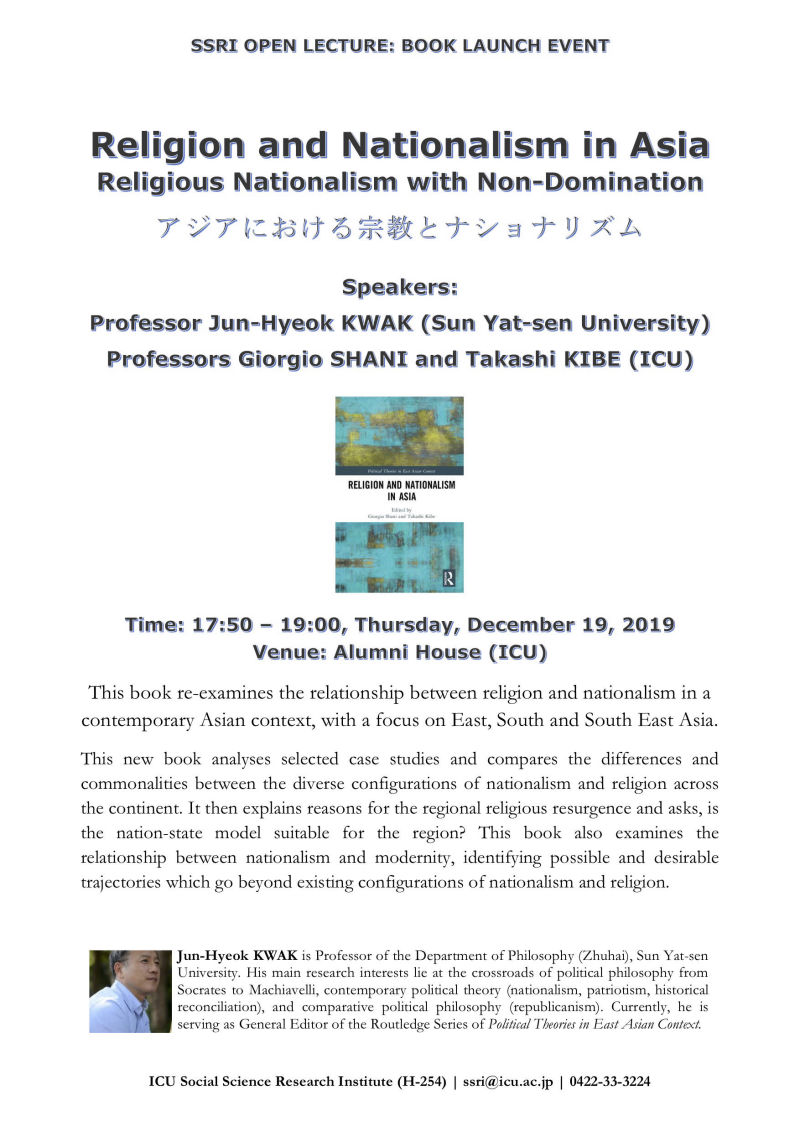 SSRI OPEN LECTURE: BOOK LAUNCH EVENT
Religion and Nationalism in Asia
Religious Nationalism with Non-Domination
アジアにおける宗教とナショナリズム
Speakers:
Professor Jun-Hyeok KWAK (Sun Yat-sen University)
Professors Giorgio SHANI and Takashi KIBE (ICU)
Political Theories in East Asian Context
RELIGION AND NATIONALISM
IN ASIA
Edited by
Giorgio Shani and Takashi Kibe
R
Time: 17:50 – 19:00, Thursday, December 19, 2019
Venue: Alumni House (ICU)
This book re-examines the relationship between religion and nationalism in a
contemporary Asian context, with a focus on East, South and South East Asia.
This new book analyses selected case studies and compares the differences and
commonalities between the diverse configurations of nationalism and religion across
the continent. It then explains reasons for the regional religious resurgence and asks, is
the nation-state model suitable for the region? This book also examines the
relationship between nationalism and modernity, identifying possible and desirable
trajectories which go beyond existing configurations of nationalism and religion.
Jun-Hyeok KWAK is Professor of the Department of Philosophy (Zhuhai), Sun Yat-sen
University. His main research interests lie at the crossroads of political philosophy from
Socrates to Machiavelli, contemporary political theory (nationalism, patriotism, historical
reconciliation), and comparative political philosophy (republicanism). Currently, he is
serving as General Editor of the Routledge Series of Political Theories in East Asian Context.
ICU Social Science Research Institute (H-254) | ssri@icu.ac.jp | 0422-33-3224